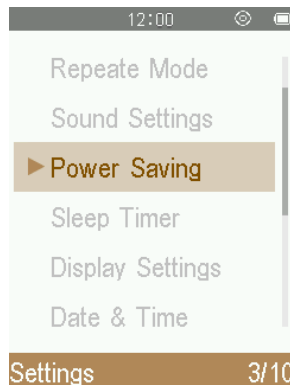 12:00
Repeate Mode
Sound Settings
Power Saving
Sleep Timer
Display Settings
Date & Time
Settings 3/10